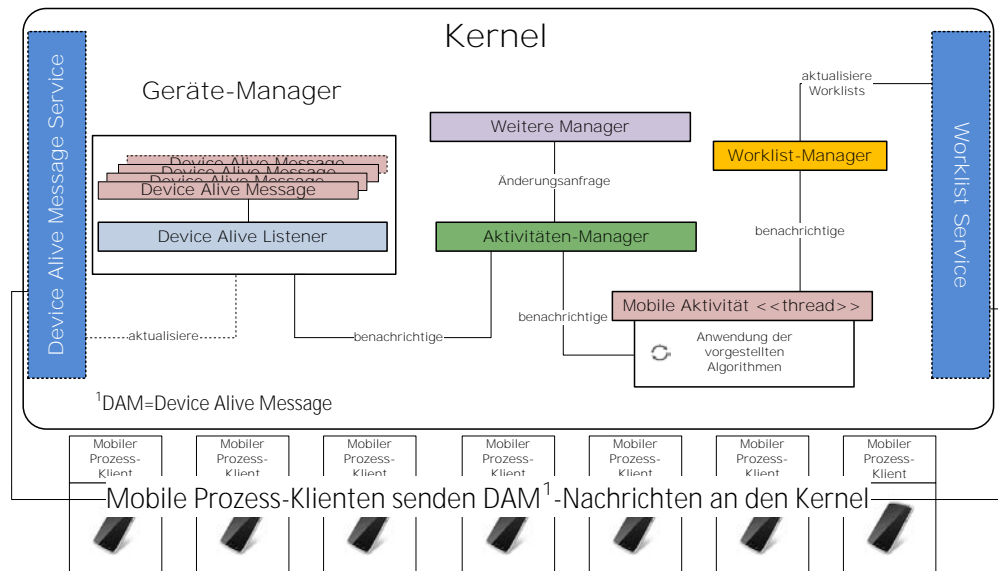 Kernel
Device Alive Message Service
Geräte-Manager
Device Alive Message
Device Alive Message
Device Alive Message
Device Alive Message
Device Alive Listener
aktualisiere
benachrichtige
Weitere Manager
Änderungsanfrage
Aktivitäten-Manager
benachrichtige
aktualisiere
Worklists
Worklist-Manager
benachrichtige
Mobile Aktivität <<thread>>
Anwendung der
vorgestellten
Algorithmen
Worklist Service
1DAM=Device Alive Message
Mobiler
Prozess-
Klient
Mobiler
Prozess-
Klient
Mobiler
Prozess-
Klient
Mobiler
Prozess-
Klient
Mobiler
Prozess-
Klient
Mobiler
Prozess-
Klient
Mobiler
Prozess-
Klient
Mobile Prozess-Klienten senden DAM1-Nachrichten an den Kernel